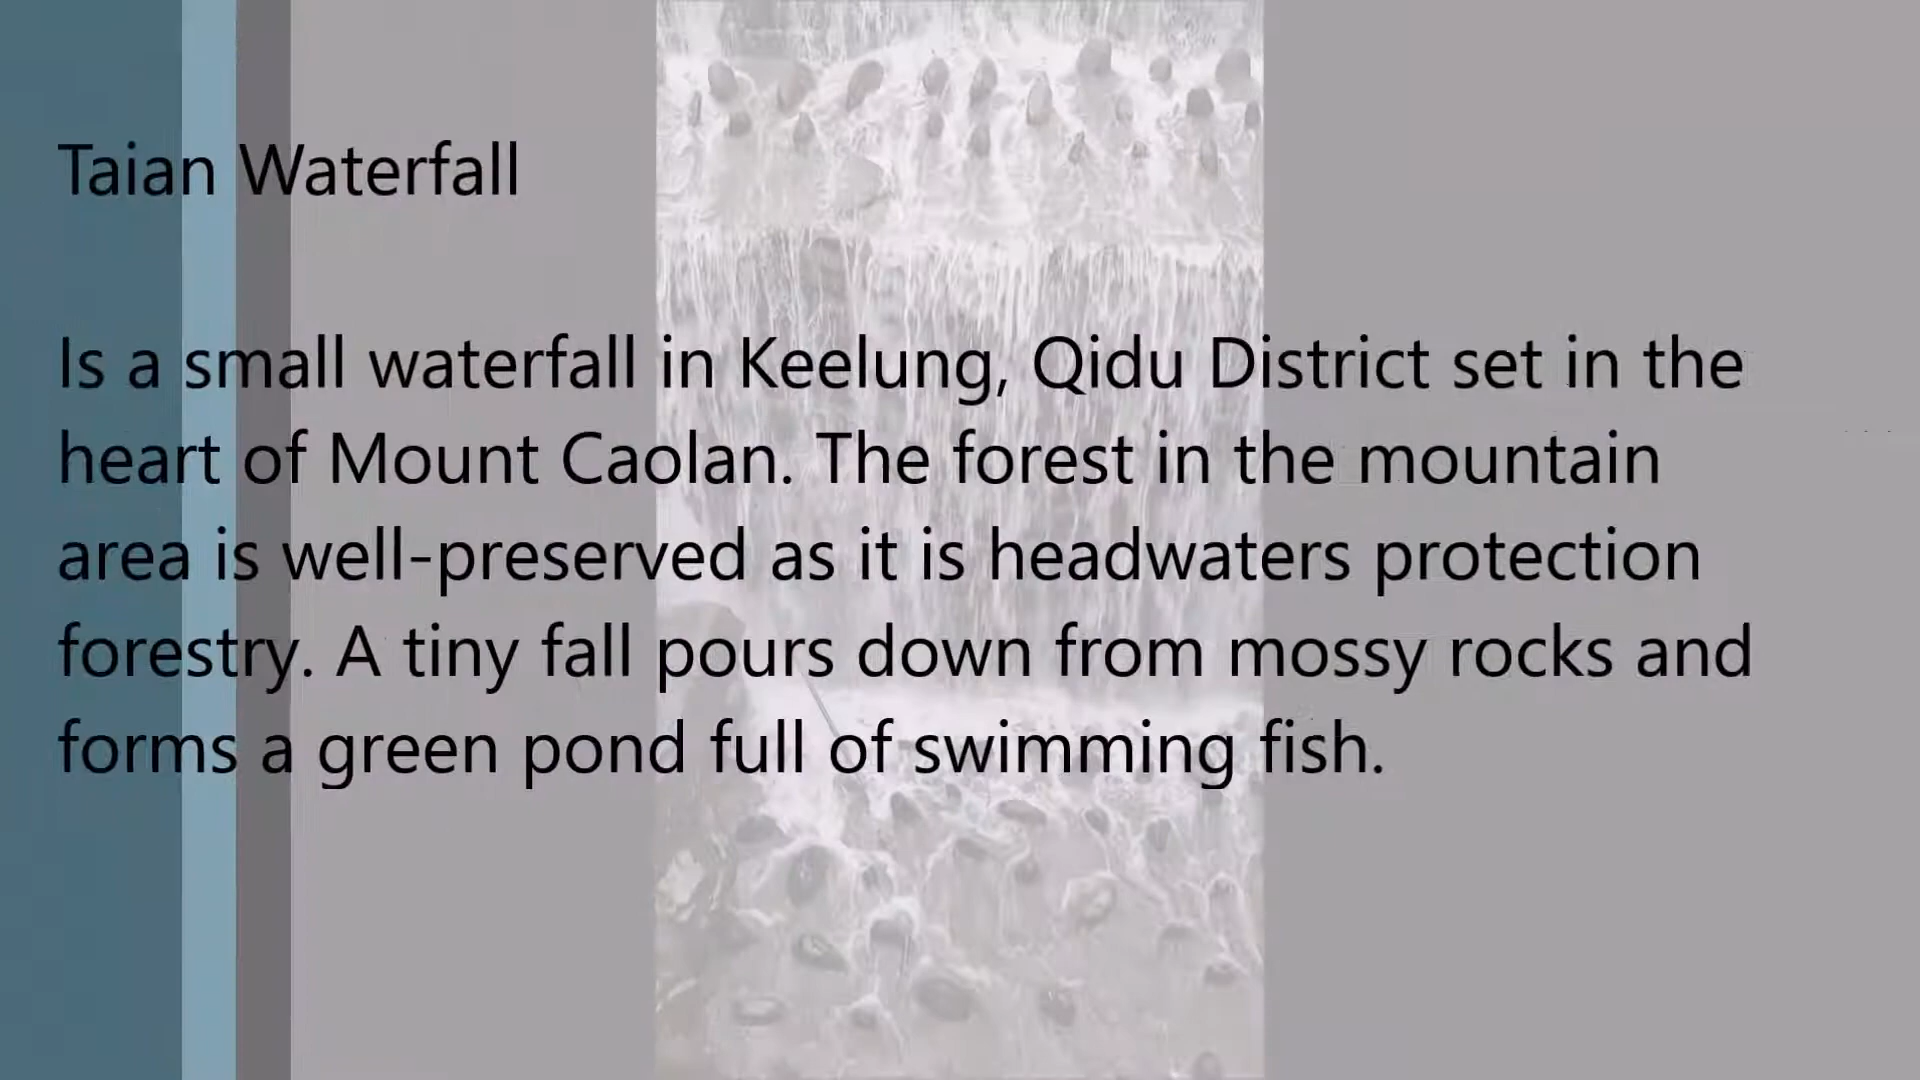 Taian Waterfall
Is a small waterfall in Keelung, Qidu District set in the
heart of Mount Caolan. The forest in the mountain
area is well-preserved as it is headwaters protection
forestry. A tiny fall pours down from mossy rocks and
forms a green pond full of swimming fish.